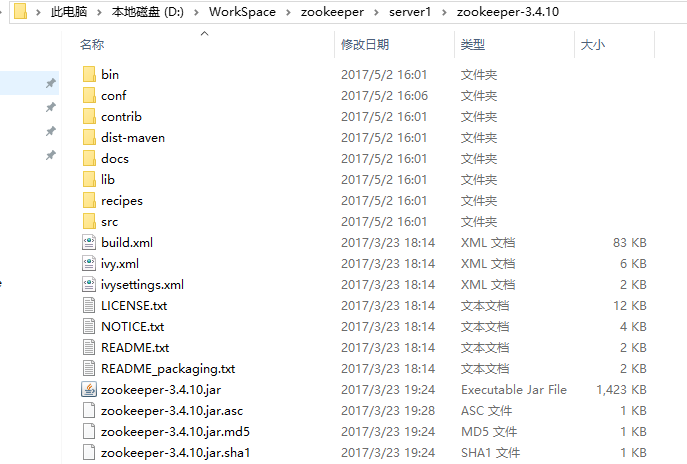 此电脑 > 本地磁盘 (D:) > WorkSpace > zookeeper > server1 > zookeeper-3.4.10
名称 修改日期 类型 大小
bin 2017/5/2 16:01 文件夹
conf 2017/5/2 16:06 文件夹
contrib 2017/5/2 16:01 文件夹
dist-maven 2017/5/2 16:01 文件夹
docs 2017/5/2 16:01 文件夹
lib 2017/5/2 16:01 文件夹
recipes 2017/5/2 16:01 文件夹
src 2017/5/2 16:01 文件夹
build.xml 2017/3/23 18:14 XML 文档 83 KB
ivy.xml 2017/3/23 18:14 XML 文档 6 KB
ivysettings.xml 2017/3/23 18:14 XML 文档 2 KB
LICENSE.txt 2017/3/23 18:14 文本文档 12 KB
NOTICE.txt 2017/3/23 18:14 文本文档 4 KB
README.txt 2017/3/23 18:14 文本文档 2 KB
README_packaging.txt 2017/3/23 18:14 文本文档 2 KB
zookeeper-3.4.10.jar 2017/3/23 19:24 Executable Jar File 1,423 KB
zookeeper-3.4.10.jar.asc 2017/3/23 19:28 ASC 文件 1 KB
zookeeper-3.4.10.jar.md5 2017/3/23 19:24 MD5 文件 1 KB
zookeeper-3.4.10.jar.sha1 2017/3/23 19:24 SHA1 文件 1 KB